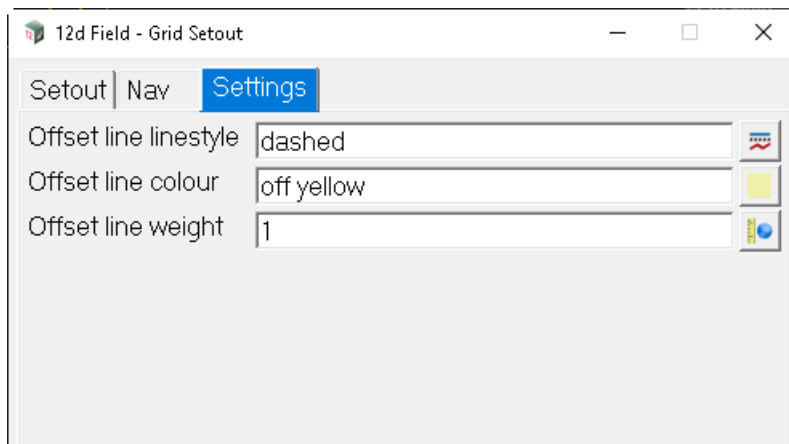 12d Field - Grid Setout
Setout Nav Settings
Offset line linestyle dashed
Offset line colour off yellow
Offset line weight 1